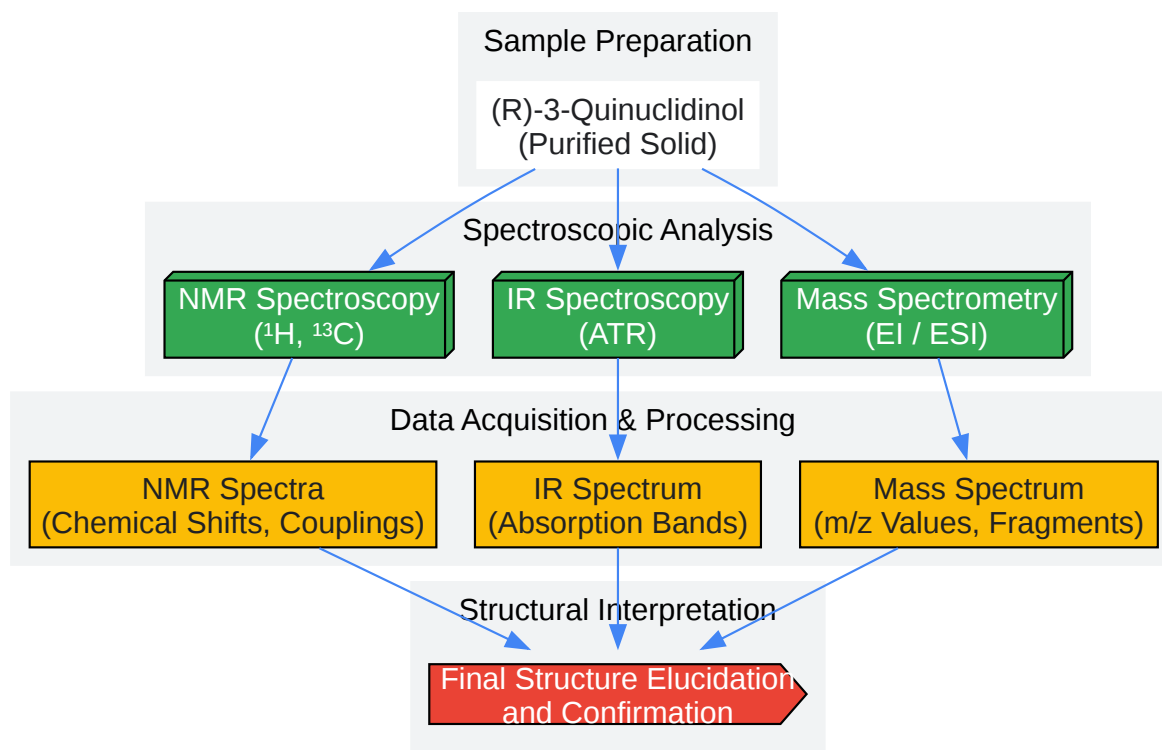 Sample Preparation
(R)-3-Quinuclidinol
(Purified Solid)
Spectroscopic Analysis
NMR Spectroscopy
(¹H, ¹³C)
IR Spectroscopy
(ATR)
Mass Spectrometry
(EI / ESI)
Data Acquisition & Processing
NMR Spectra
(Chemical Shifts, Couplings)
IR Spectrum
(Absorption Bands)
Mass Spectrum
(m/z Values, Fragments)
Structural Interpretation
Final Structure Elucidation
and Confirmation